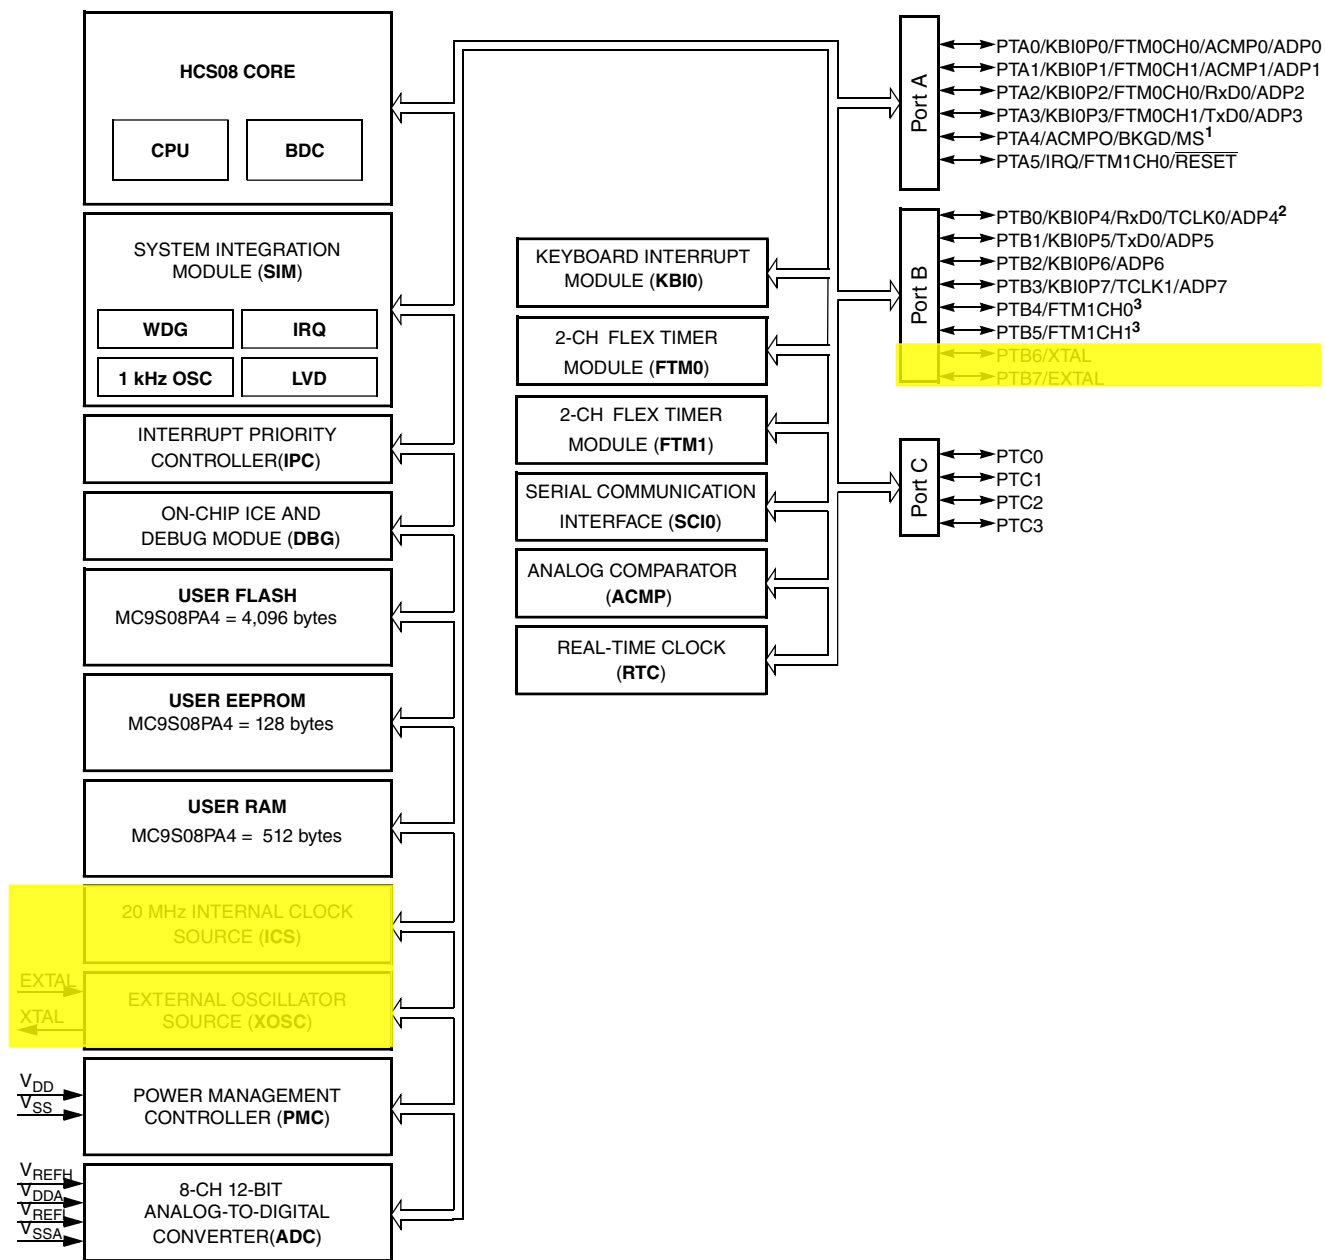 HCS08 CORE
CPU
BDC
SYSTEM INTEGRATION
MODULE (SIM)
WDG
IRQ
1 kHz OSC
LVD
INTERRUPT PRIORITY
CONTROLLER(IPC)
ON-CHIP ICE AND
DEBUG MODUE (DBG)
USER FLASH
MC9S08PA4 = 4,096 bytes
USER EEPROM
MC9S08PA4 = 128 bytes
USER RAM
MC9S08PA4 = 512 bytes
20 MHz INTERNAL CLOCK
SOURCE (ICS)
EXTAL
XTAL
EXTERNAL OSCILLATOR
SOURCE (XOSC)
VDD
VSS
POWER MANAGEMENT
CONTROLLER (PMC)
VREFH
VDDA
VREFL
VSSA
8-CH 12-BIT
ANALOG-TO-DIGITAL
CONVERTER(ADC)
KEYBOARD INTERRUPT
MODULE (KBI0)
2-CH FLEX TIMER
MODULE (FTM0)
2-CH FLEX TIMER
MODULE (FTM1)
SERIAL COMMUNICATION
INTERFACE (SCI0)
ANALOG COMPARATOR
(ACMP)
REAL-TIME CLOCK
(RTC)
Port A
PTA0/KBI0P0/FTM0CH0/ACMP0/ADP0
PTA1/KBI0P1/FTM0CH1/ACMP1/ADP1
PTA2/KBI0P2/FTM0CH0/RxD0/ADP2
PTA3/KBI0P3/FTM0CH1/TxD0/ADP3
PTA4/ACMPO/BKGD/MS1
PTA5/IRQ/FTM1CH0/RESET
Port B
PTB0/KBI0P4/RxD0/TCLK0/ADP42
PTB1/KBI0P5/TxD0/ADP5
PTB2/KBI0P6/ADP6
PTB3/KBI0P7/TCLK1/ADP7
PTB4/FTM1CH03
PTB5/FTM1CH13
PTB6/XTAL
PTB7/EXTAL
Port C
PTC0
PTC1
PTC2
PTC3